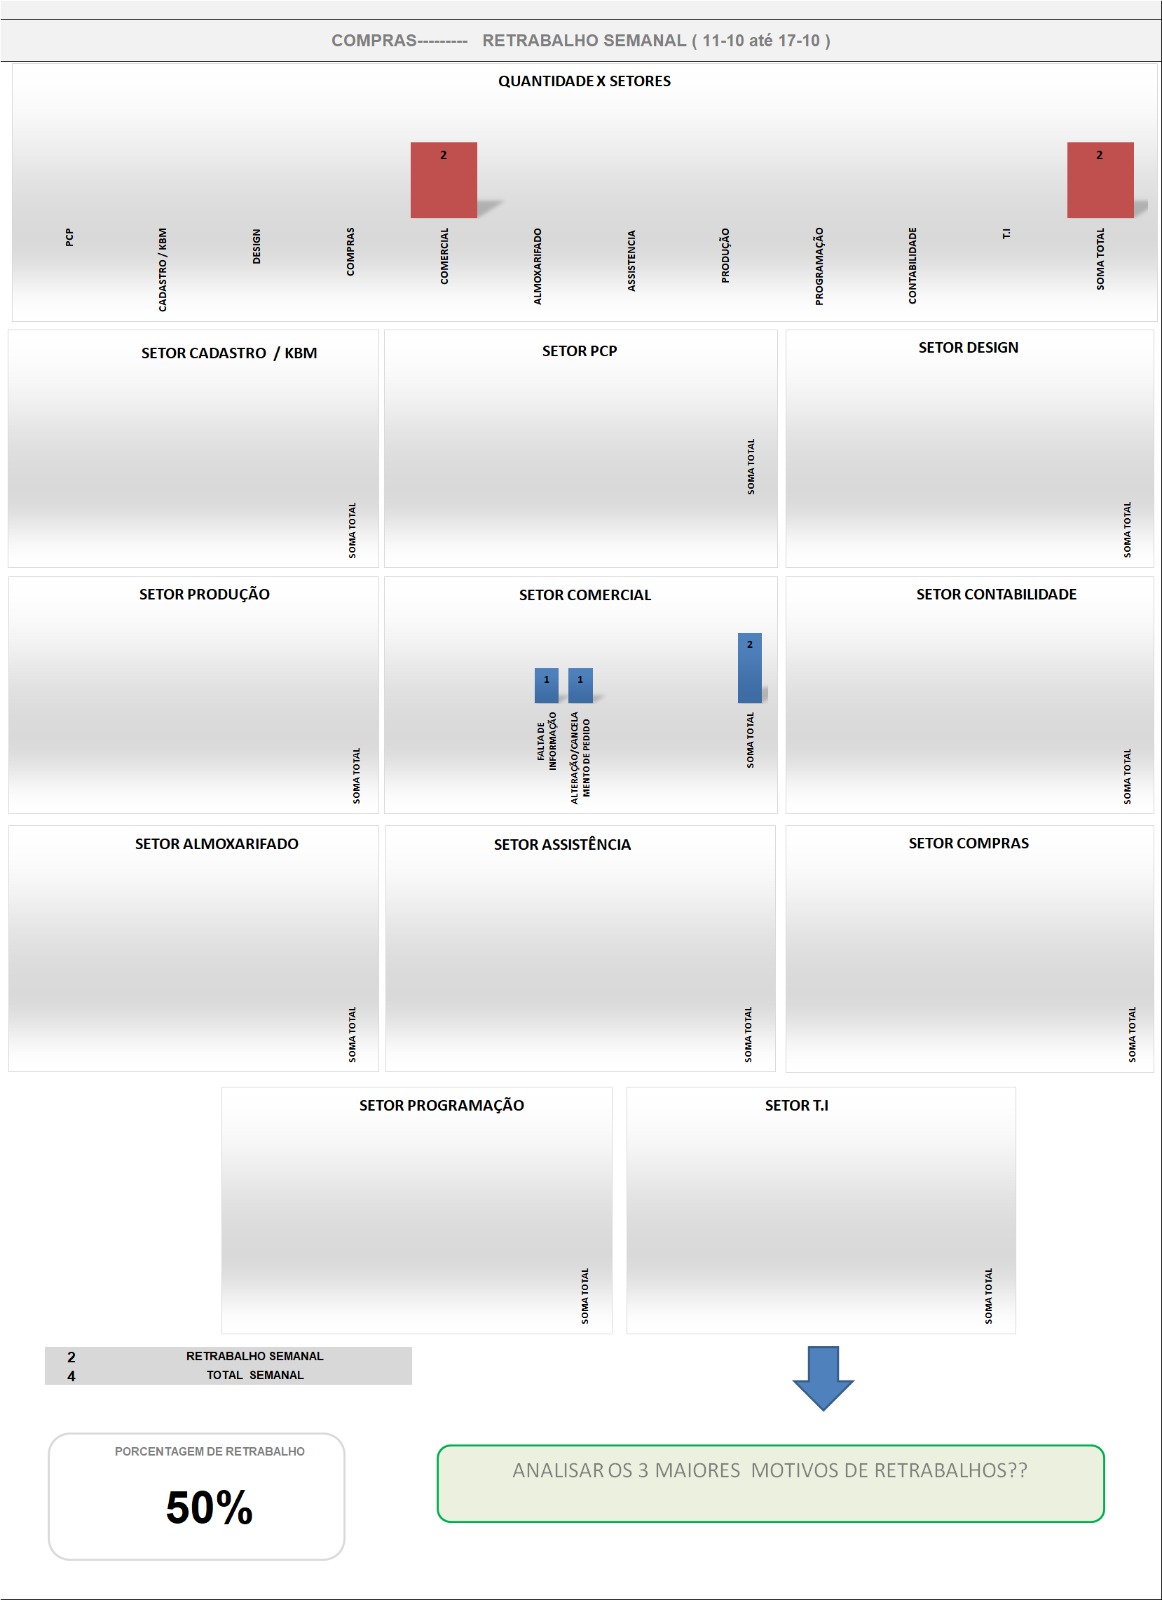 COMPRAS--------- RETRABALHO SEMANAL ( 11-10 até 17-10 )
QUANTIDADE X SETORES
2
2
PCP
CADASTRO / KBM
DESIGN
COMPRAS
COMERCIAL
ALMOXARIFADO
ASSISTENCIA
PRODUÇÃO
PROGRAMAÇÃO
CONTABILIDADE
T.I
SOMA TOTAL
SETOR CADASTRO / KBM
SOMA TOTAL
SETOR PCP
SOMA TOTAL
SETOR DESIGN
SOMA TOTAL
SETOR PRODUÇÃO
SOMA TOTAL
SETOR COMERCIAL
1
1
2
FALTA DE
INFORMAÇÃO
ALTERAÇÃO/CANCELA
MENTO DE PEDIDO
SOMA TOTAL
SETOR CONTABILIDADE
SOMA TOTAL
SETOR ALMOXARIFADO
SOMA TOTAL
SETOR ASSISTÊNCIA
SOMA TOTAL
SETOR COMPRAS
SOMA TOTAL
SETOR PROGRAMAÇÃO
SOMA TOTAL
SETOR T.I
SOMA TOTAL
2 RETRABALHO SEMANAL
4 TOTAL SEMANAL
PORCENTAGEM DE RETRABALHO
50%
ANALISAR OS 3 MAIORES MOTIVOS DE RETRABALHOS??